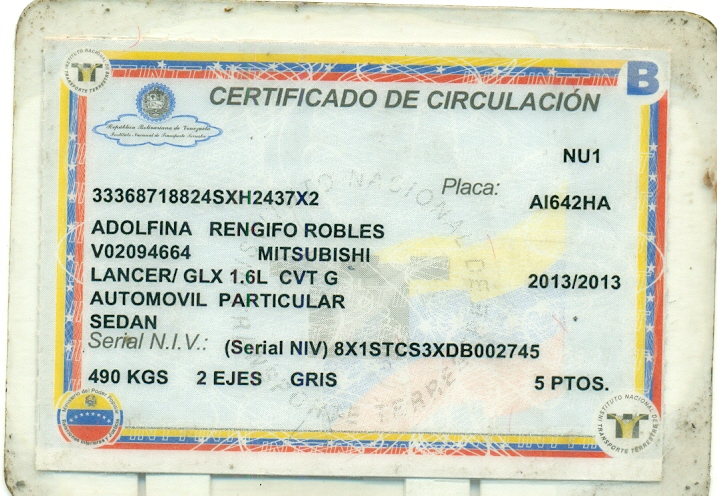 INSTITUTO NACIONAL
TRANSPORTE TERRESTRE
B
CERTIFICADO DE CIRCULACIÓN
República Bolivariana de Venezuela
Instituto Nacional de Transporte Terrestre
NU1
Placa:
33368718824SXH2437X2 AI642HA
ADOLFINA RENGIFO ROBLES
V02094664 MITSUBISHI
LANCER/ GLX 1.6L CVT G 2013/2013
AUTOMOVIL PARTICULAR
SEDAN
Serial N.I.V.: (Serial NIV) 8X1STCS3XDB002745
490 KGS 2 EJES GRIS 5 PTOS.
INSTITUTO NACIONAL DE
TRANSPORTE TERRESTRE